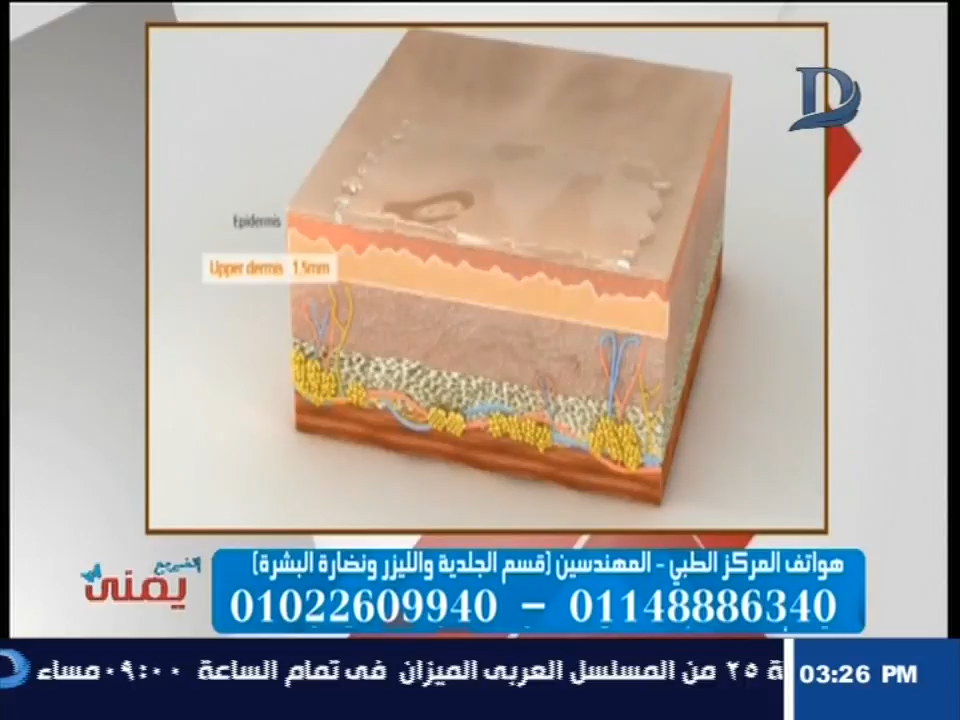 Epidermis
Upper dermis 1.5mm
هواتف المركز الطبي - المهندسين (قسم الجلدية والليزر ونضارة البشرة)
01022609940 – 01148886340
يهمنى
ة ٢٥ من المسلسل العربى الميزان فى تمام الساعة ٠٩:٠٠ مساء
03:26 PM